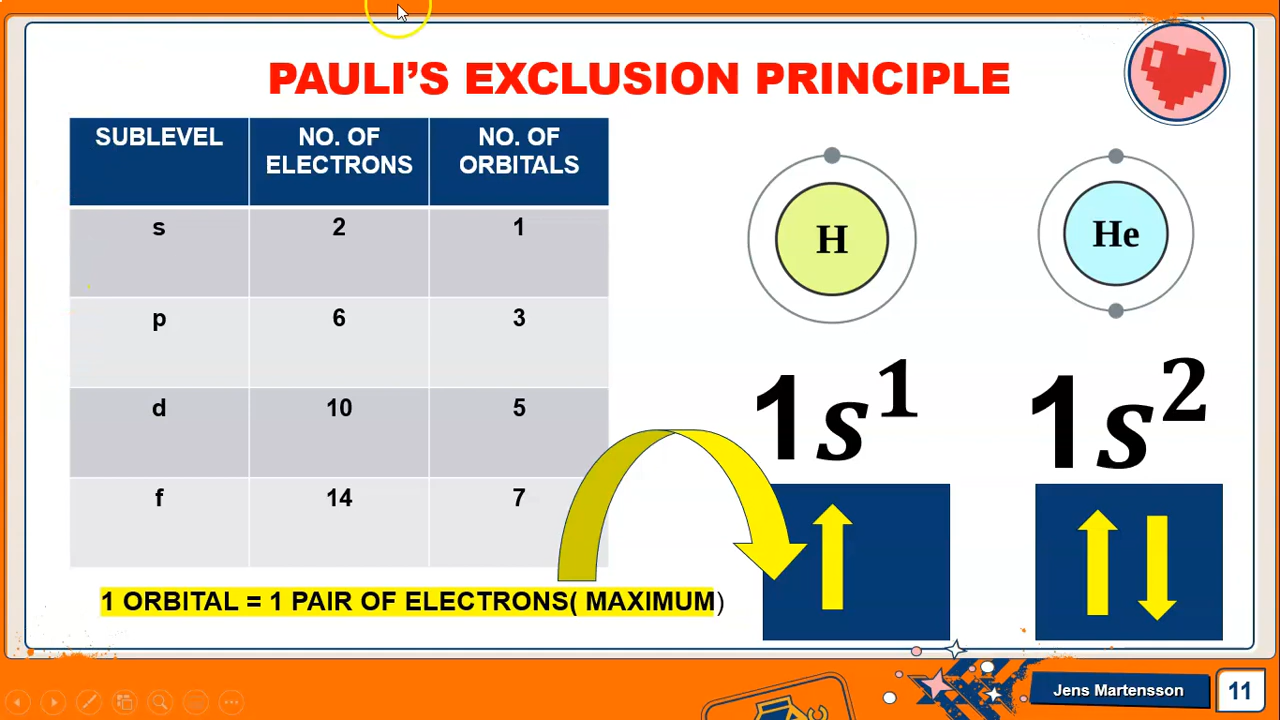 PAULI’S EXCLUSION PRINCIPLE
SUBLEVEL NO. OF ELECTRONS NO. OF ORBITALS
s 2 1
p 6 3
d 10 5
f 14 7
1 ORBITAL = 1 PAIR OF ELECTRONS( MAXIMUM)
H He
1s¹ 1s²
Jens Martensson 11